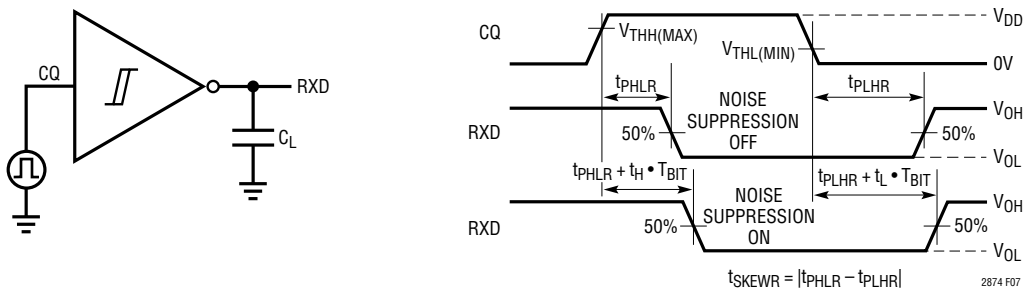 CQ
RXD
C_L
CQ
V_THH(MAX)
V_THL(MIN)
V_DD
0V
t_PHLR
t_PLHR
RXD
50%
NOISE
SUPPRESSION
OFF
50%
V_OH
V_OL
t_PHLR + t_H • T_BIT
t_PLHR + t_L • T_BIT
RXD
50%
NOISE
SUPPRESSION
ON
50%
V_OH
V_OL
t_SKEWR = |t_PHLR – t_PLHR|
2874 F07